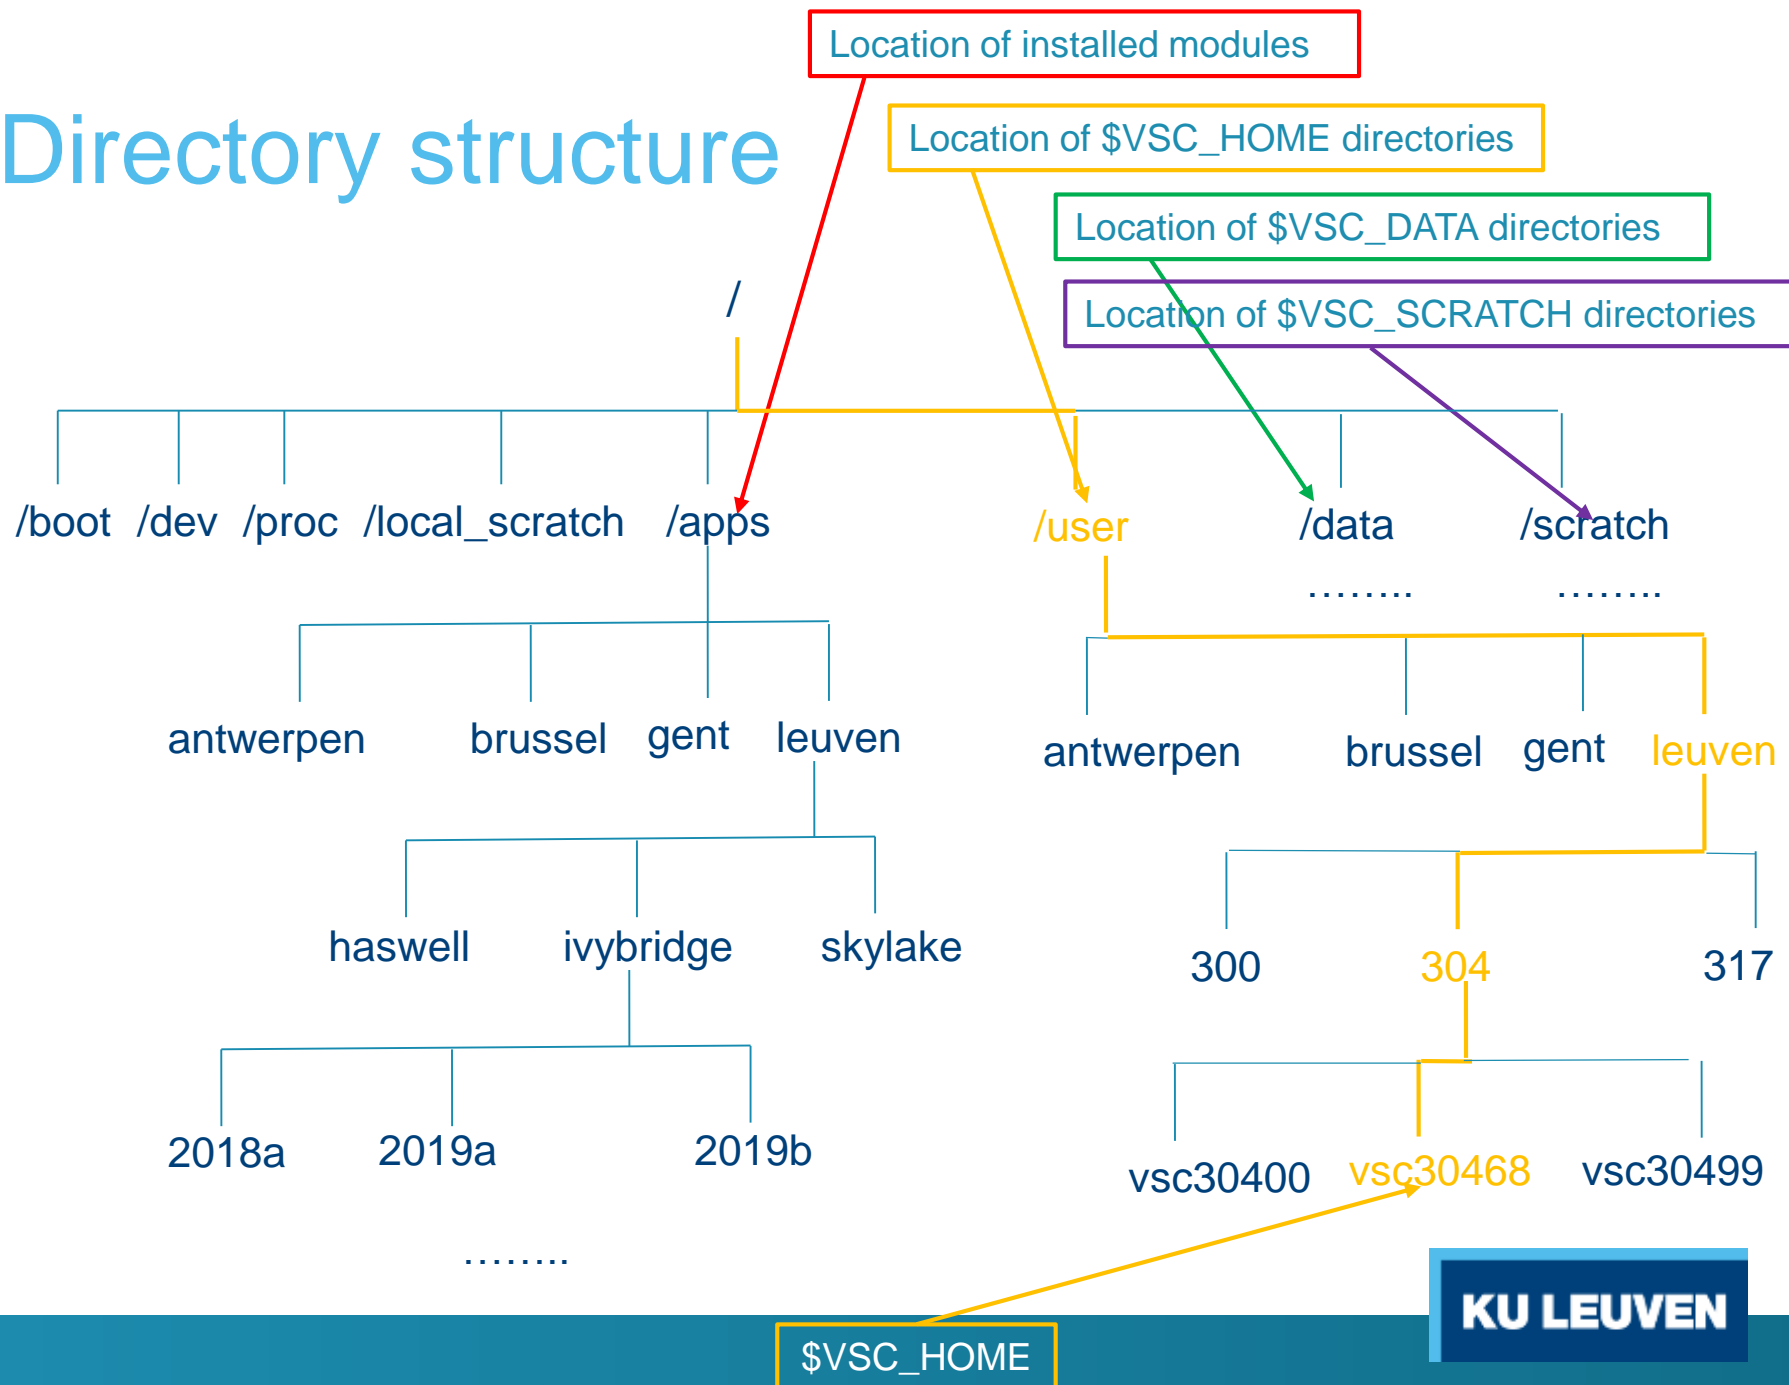 Location of installed modules
Directory structure
Location of $VSC_HOME directories
Location of $VSC_DATA directories
Location of $VSC_SCRATCH directories
/
/boot /dev /proc /local_scratch /apps /user /data /scratch
........ ........
antwerpen brussel gent leuven antwerpen brussel gent leuven
haswell ivybridge skylake 300 304 317
2018a 2019a 2019b vsc30400 vsc30468 vsc30499
........
KU LEUVEN
$VSC_HOME